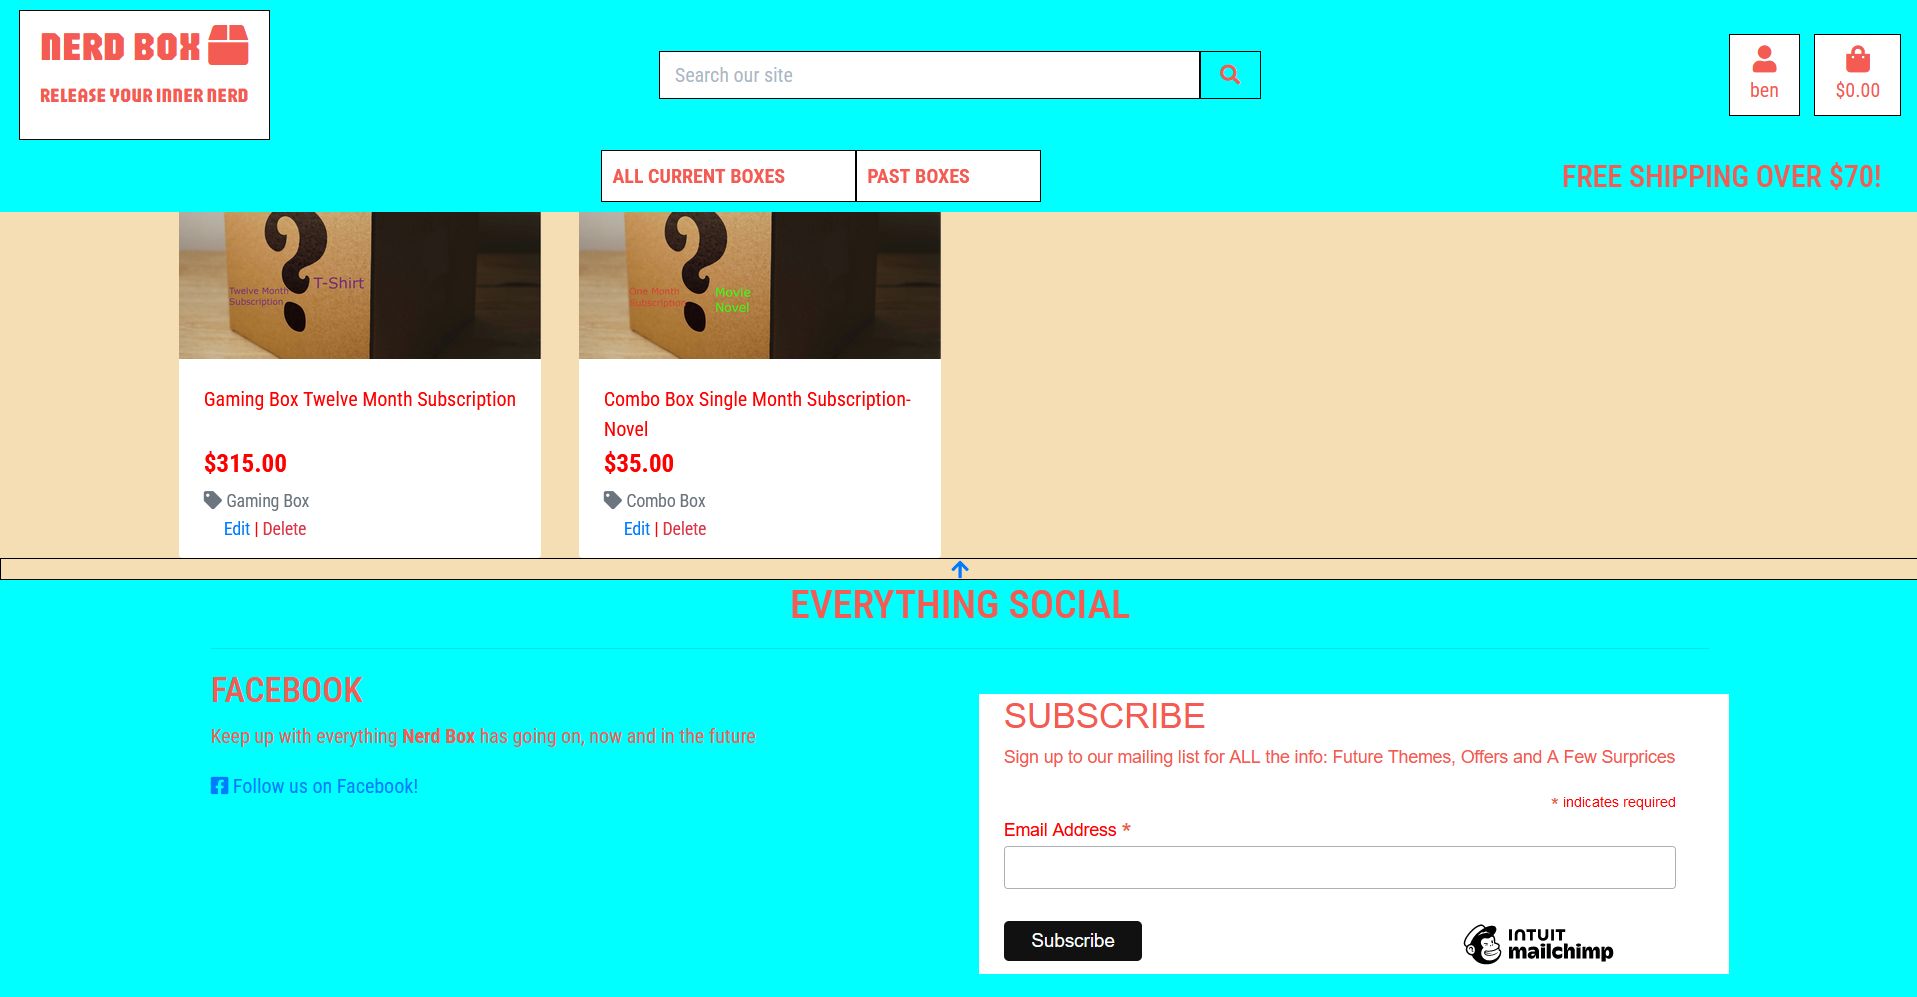 NERD BOX
RELEASE YOUR INNER NERD
Search our site
ben
$0.00
ALL CURRENT BOXES
PAST BOXES
FREE SHIPPING OVER $70!
Twelve Month
Subscription
T-Shirt
One Month
Subscription
Movie
Novel
Gaming Box Twelve Month Subscription
$315.00
Gaming Box
Edit | Delete
Combo Box Single Month Subscription-
Novel
$35.00
Combo Box
Edit | Delete
EVERYTHING SOCIAL
FACEBOOK
Keep up with everything Nerd Box has going on, now and in the future
Follow us on Facebook!
SUBSCRIBE
Sign up to our mailing list for ALL the info: Future Themes, Offers and A Few Surprices
* indicates required
Email Address *
Subscribe
INTUIT
mailchimp